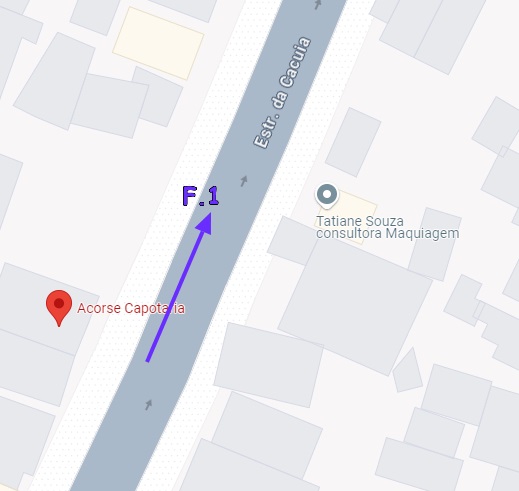 Estr. da Cacuia
F.1
Tatiane Souza
consultora Maquiagem
Acorse Capotaria